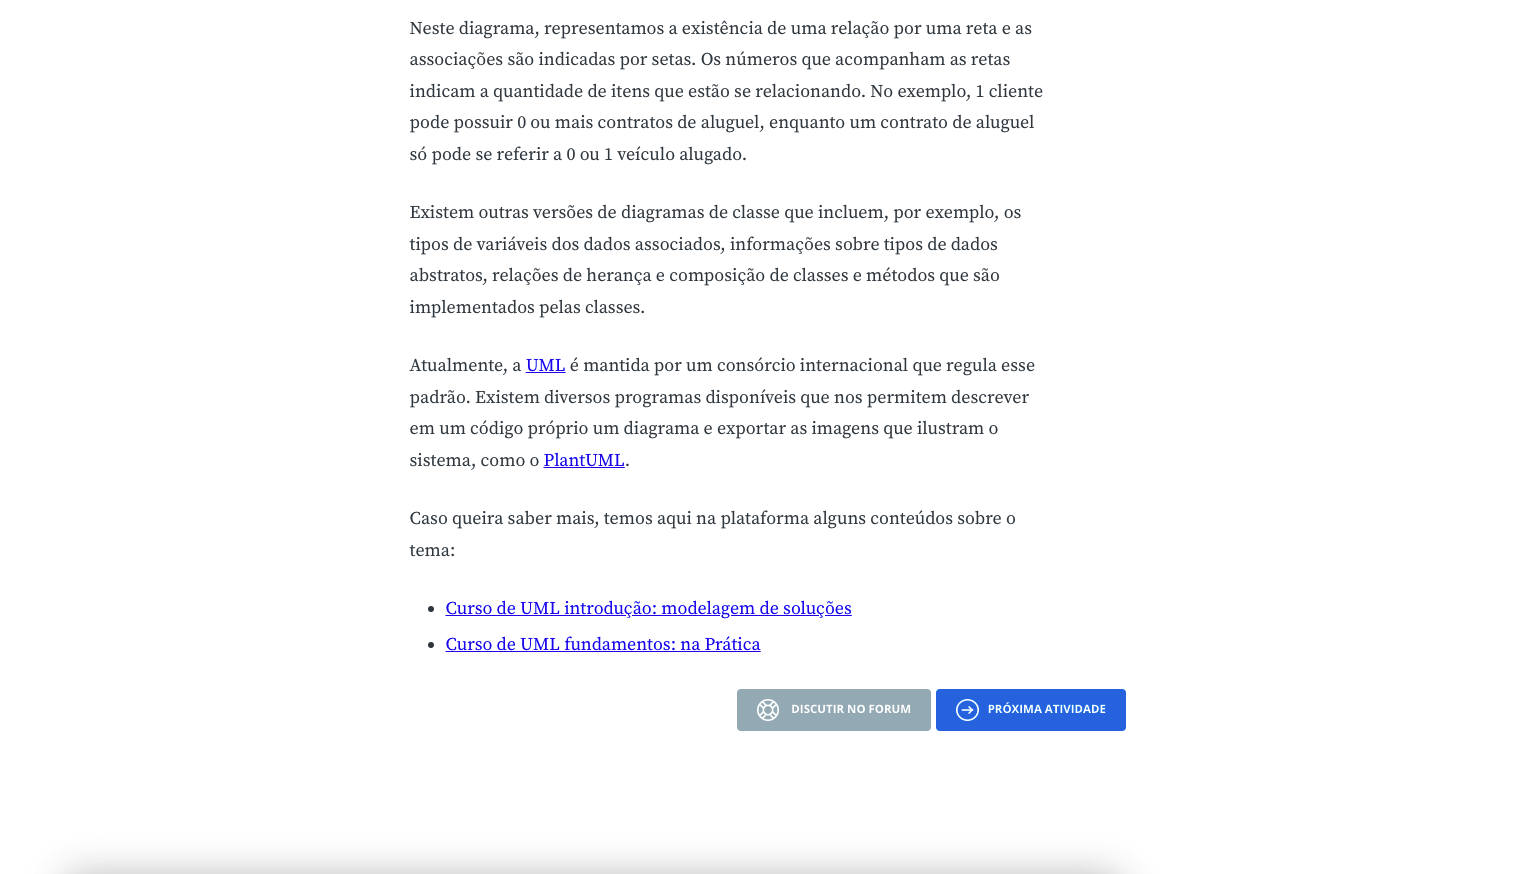 Neste diagrama, representamos a existência de uma relação por uma reta e as
associações são indicadas por setas. Os números que acompanham as retas
indicam a quantidade de itens que estão se relacionando. No exemplo, 1 cliente
pode possuir 0 ou mais contratos de aluguel, enquanto um contrato de aluguel
só pode se referir a 0 ou 1 veículo alugado.
Existem outras versões de diagramas de classe que incluem, por exemplo, os
tipos de variáveis dos dados associados, informações sobre tipos de dados
abstratos, relações de herança e composição de classes e métodos que são
implementados pelas classes.
Atualmente, a UML é mantida por um consórcio internacional que regula esse
padrão. Existem diversos programas disponíveis que nos permitem descrever
em um código próprio um diagrama e exportar as imagens que ilustram o
sistema, como o PlantUML.
Caso queira saber mais, temos aqui na plataforma alguns conteúdos sobre o
tema:
• Curso de UML introdução: modelagem de soluções
• Curso de UML fundamentos: na Prática
DISCUTIR NO FORUM PRÓXIMA ATIVIDADE